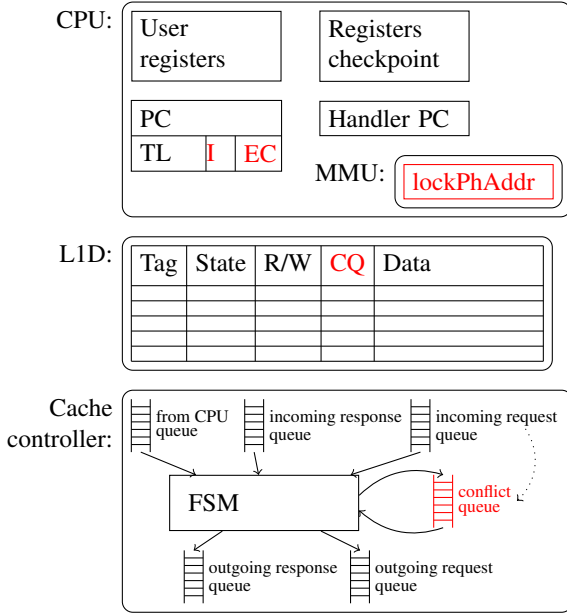 CPU:
User
registers
Registers
checkpoint
PC
TL I EC
Handler PC
MMU:
lockPhAddr
L1D:
Tag State R/W CQ Data
Cache
controller:
from CPU
queue
incoming response
queue
incoming request
queue
FSM
conflict
queue
outgoing response
queue
outgoing request
queue